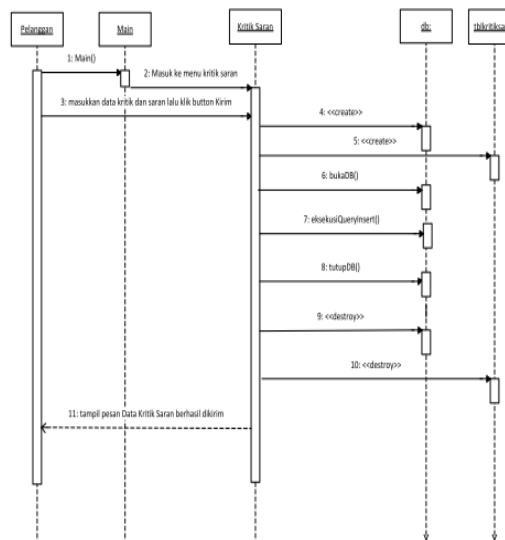 Pelanggan
Main
Kritik Saran
db:
tblkritiksa
1: Main()
2: Masuk ke menu kritik saran
3: masukkan data kritik dan saran lalu klik button Kirim
4: <<create>>
5: <<create>>
6: bukaDB()
7: eksekusiQueryInsert()
8: tutupDB()
9: <<destroy>>
10: <<destroy>>
11: tampil pesan Data Kritik Saran berhasil dikirim